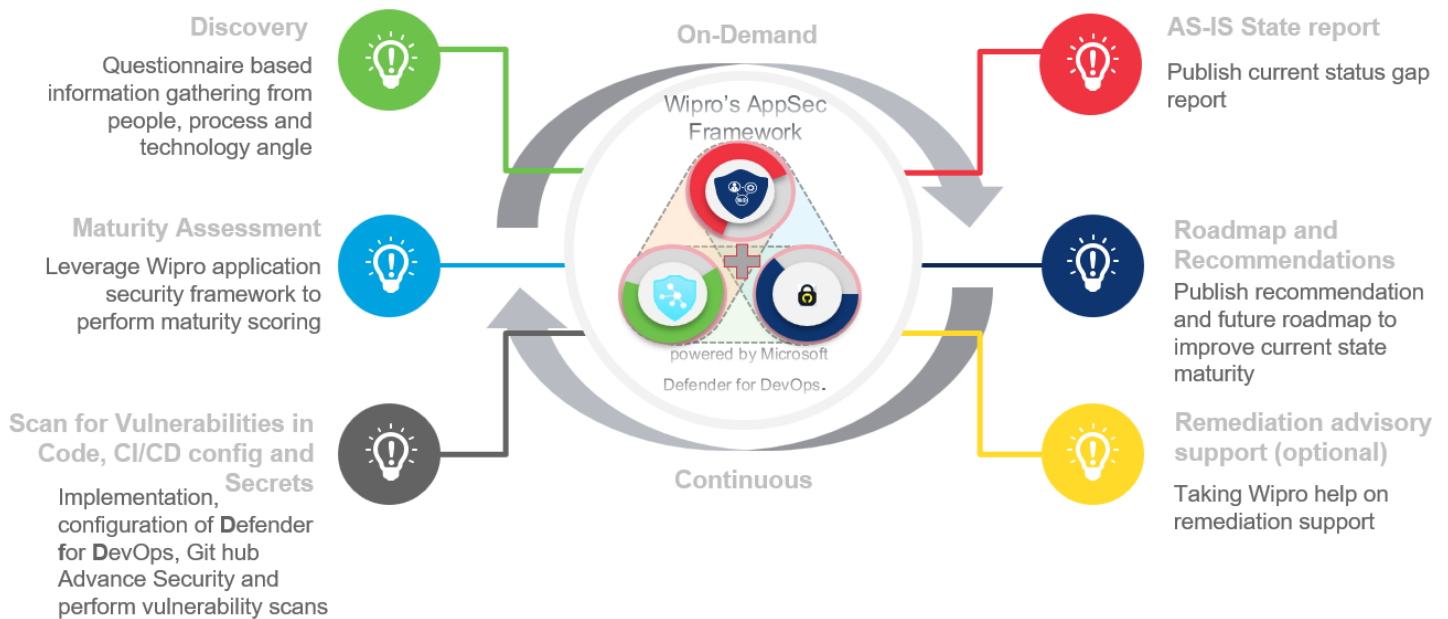 Discovery
Questionnaire based
information gathering from
people, process and
technology angle
Maturity Assessment
Leverage Wipro application
security framework to
perform maturity scoring
Scan for Vulnerabilities in
Code, CI/CD config and
Secrets
Implementation,
configuration of Defender
for DevOps, Git hub
Advance Security and
perform vulnerability scans
On-Demand
Wipro's AppSec
Framework
powered by Microsoft
Defender for DevOps.
Continuous
AS-IS State report
Publish current status gap
report
Roadmap and
Recommendations
Publish recommendation
and future roadmap to
improve current state
maturity
Remediation advisory
support (optional)
Taking Wipro help on
remediation support